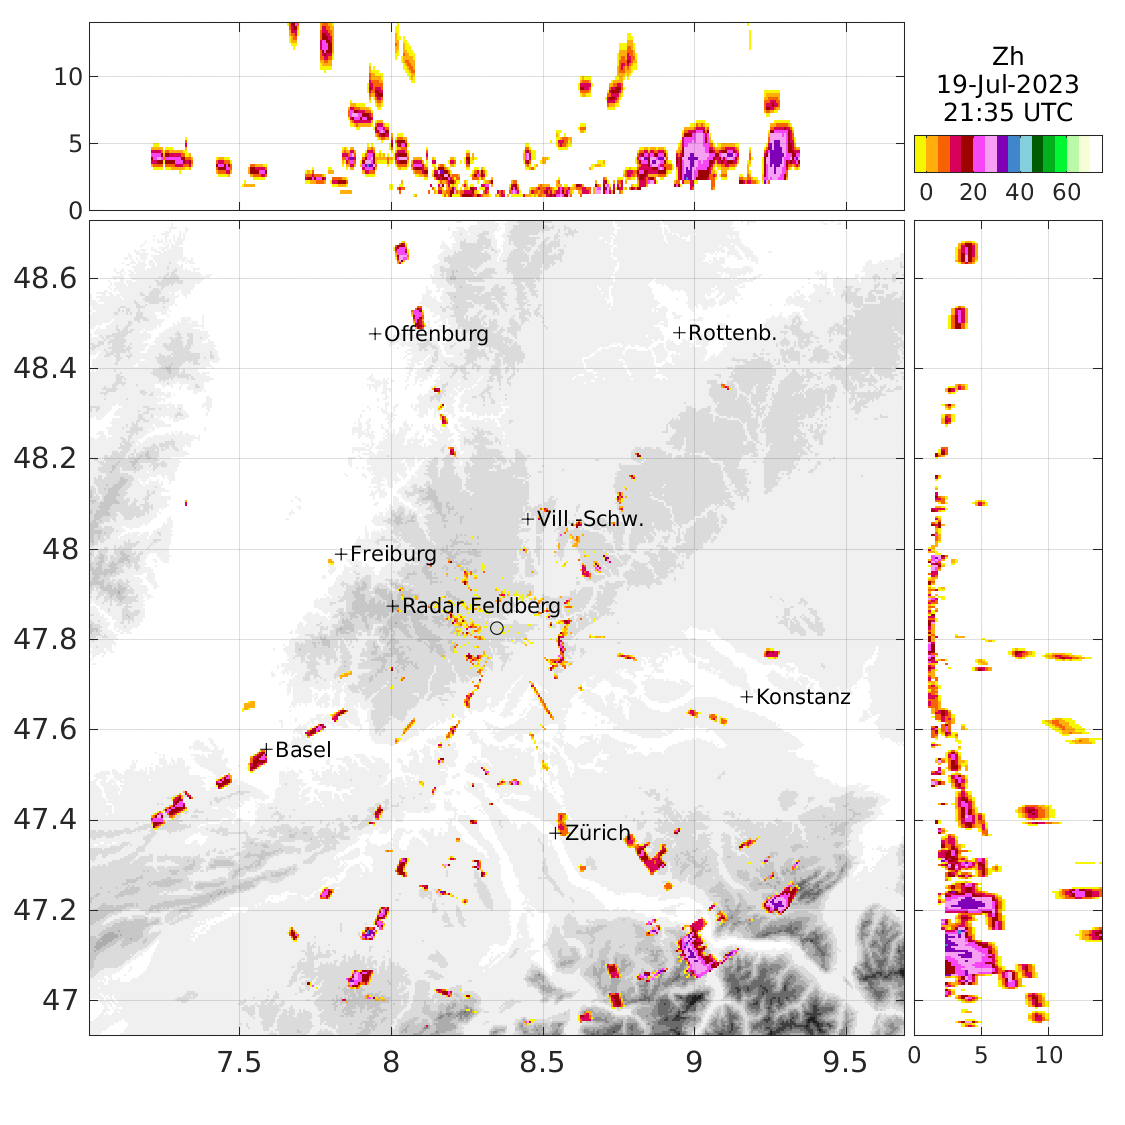 10
5
0
Zh
19-Jul-2023
21:35 UTC
0 20 40 60
48.6
48.4
48.2
48
47.8
47.6
47.4
47.2
47
+Offenburg
+Rottenb.
+Vill.-Schw.
+Freiburg
+Radar Feldberg
+Konstanz
+Basel
+Zürich
7.5 8 8.5 9 9.5
0 5 10